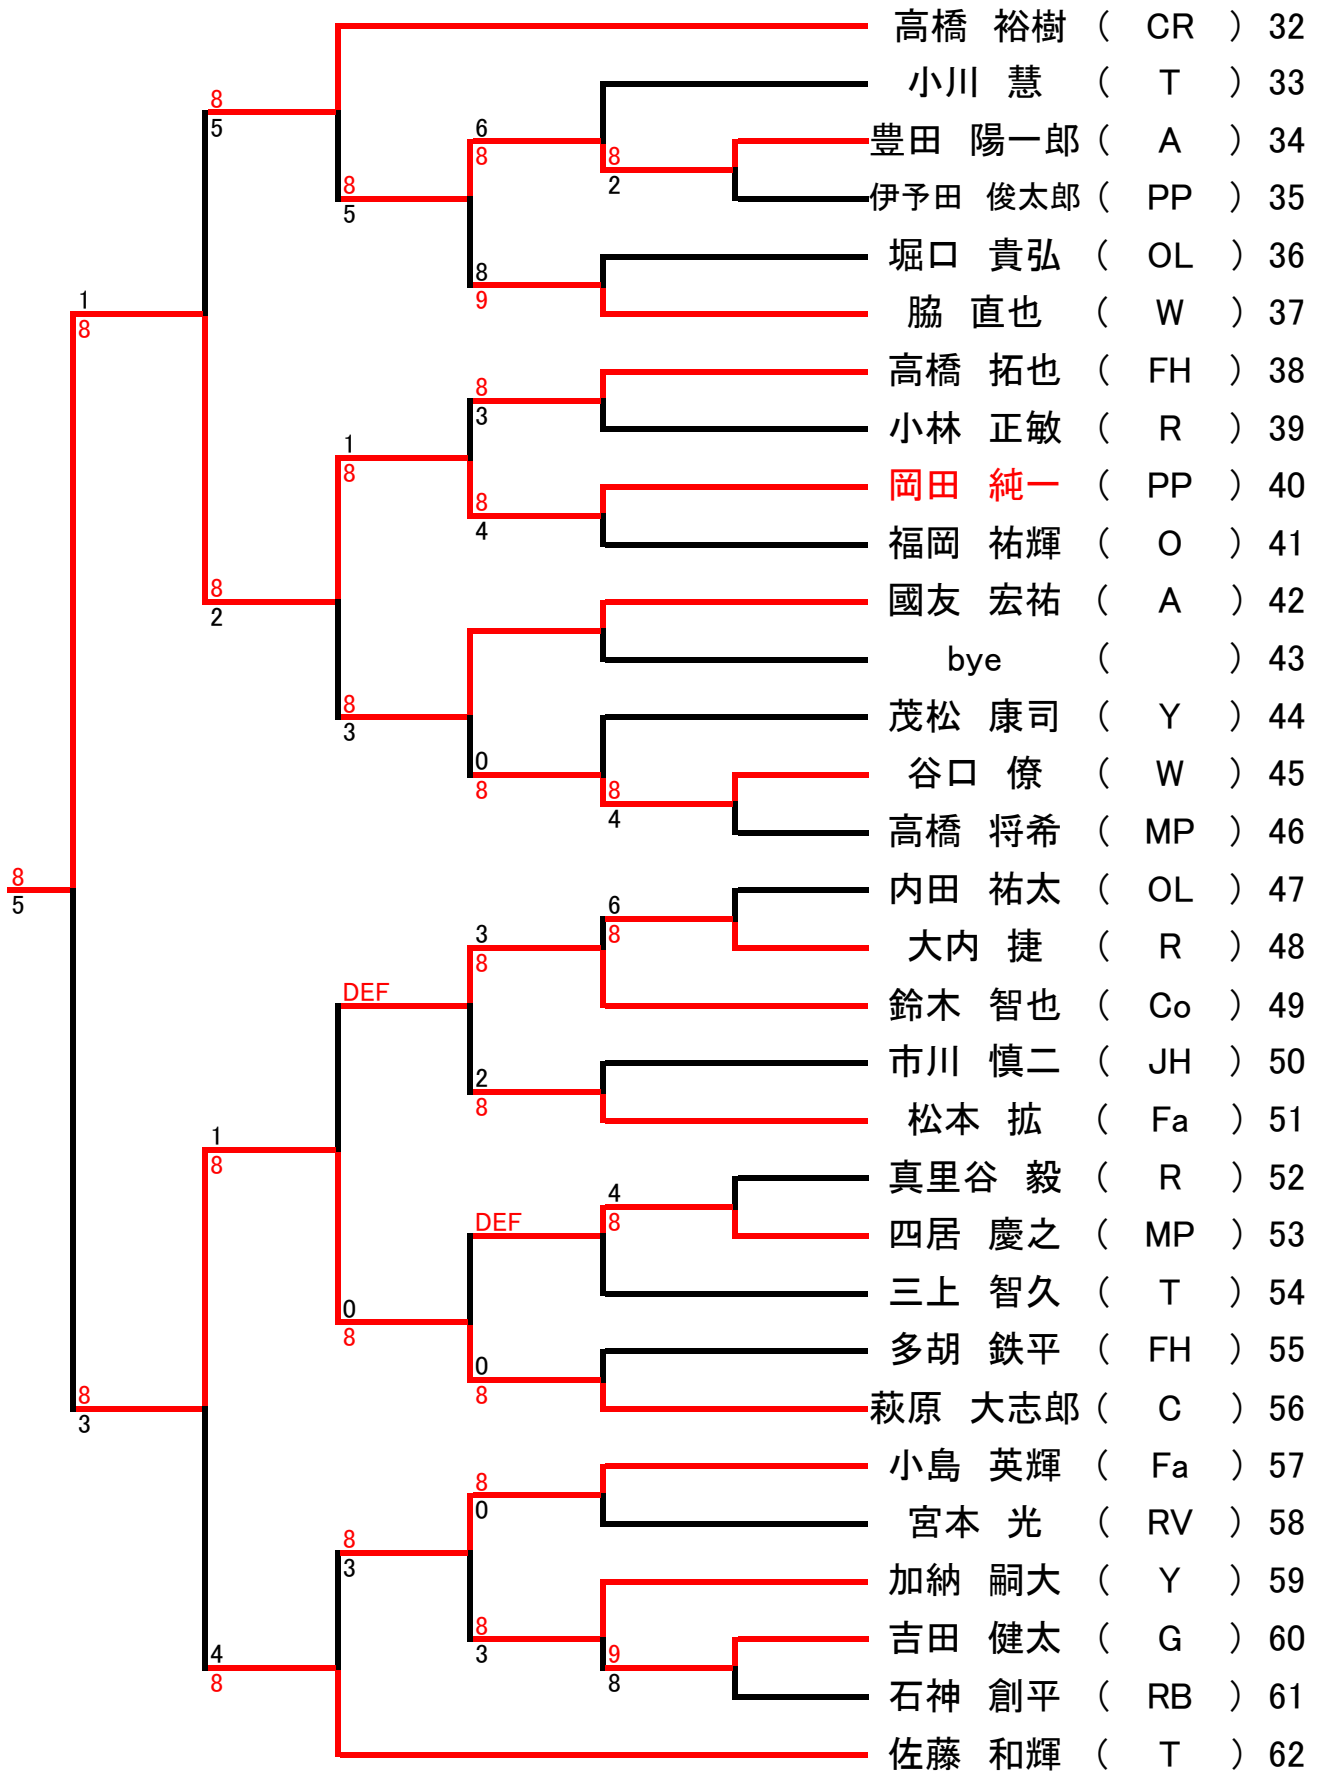 高橋 裕樹 ( CR ) 32
小川 慧 ( T ) 33
8
5
6
8
豊田 陽一郎 ( A ) 34
8
2
8
5
伊予田 俊太郎 ( PP ) 35
堀口 貴弘 ( OL ) 36
8
9
1
8
脇 直也 ( W ) 37
高橋 拓也 ( FH ) 38
8
3
小林 正敏 ( R ) 39
1
8
岡田 純一 ( PP ) 40
8
4
福岡 祐輝 ( O ) 41
8
2
國友 宏祐 ( A ) 42
bye ( ) 43
8
3
茂松 康司 ( Y ) 44
0
8
谷口 僚 ( W ) 45
8
4
高橋 将希 ( MP ) 46
8
5
内田 祐太 ( OL ) 47
6
8
3
8
大内 捷 ( R ) 48
DEF
鈴木 智也 ( Co ) 49
市川 慎二 ( JH ) 50
2
8
松本 拡 ( Fa ) 51
1
8
真里谷 毅 ( R ) 52
4
8
DEF
四居 慶之 ( MP ) 53
三上 智久 ( T ) 54
0
8
多胡 鉄平 ( FH ) 55
0
8
8
3
萩原 大志郎 ( C ) 56
小島 英輝 ( Fa ) 57
8
0
宮本 光 ( RV ) 58
8
3
加納 嗣大 ( Y ) 59
8
3
吉田 健太 ( G ) 60
4
8
9
8
石神 創平 ( RB ) 61
佐藤 和輝 ( T ) 62